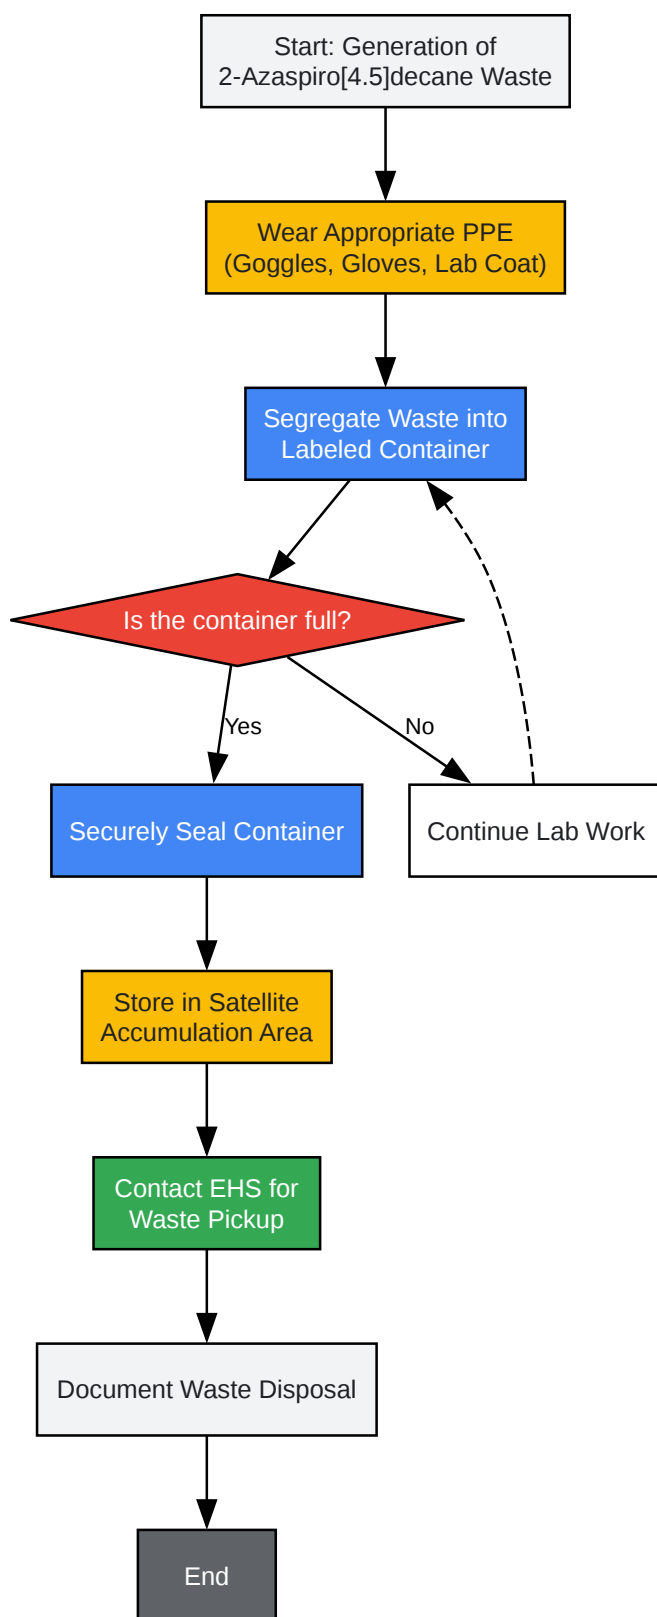 Start: Generation of
2-Azaspiro[4.5]decane Waste
Wear Appropriate PPE
(Goggles, Gloves, Lab Coat)
Segregate Waste into
Labeled Container
Is the container full?
Yes
No
Securely Seal Container
Continue Lab Work
Store in Satellite
Accumulation Area
Contact EHS for
Waste Pickup
Document Waste Disposal
End